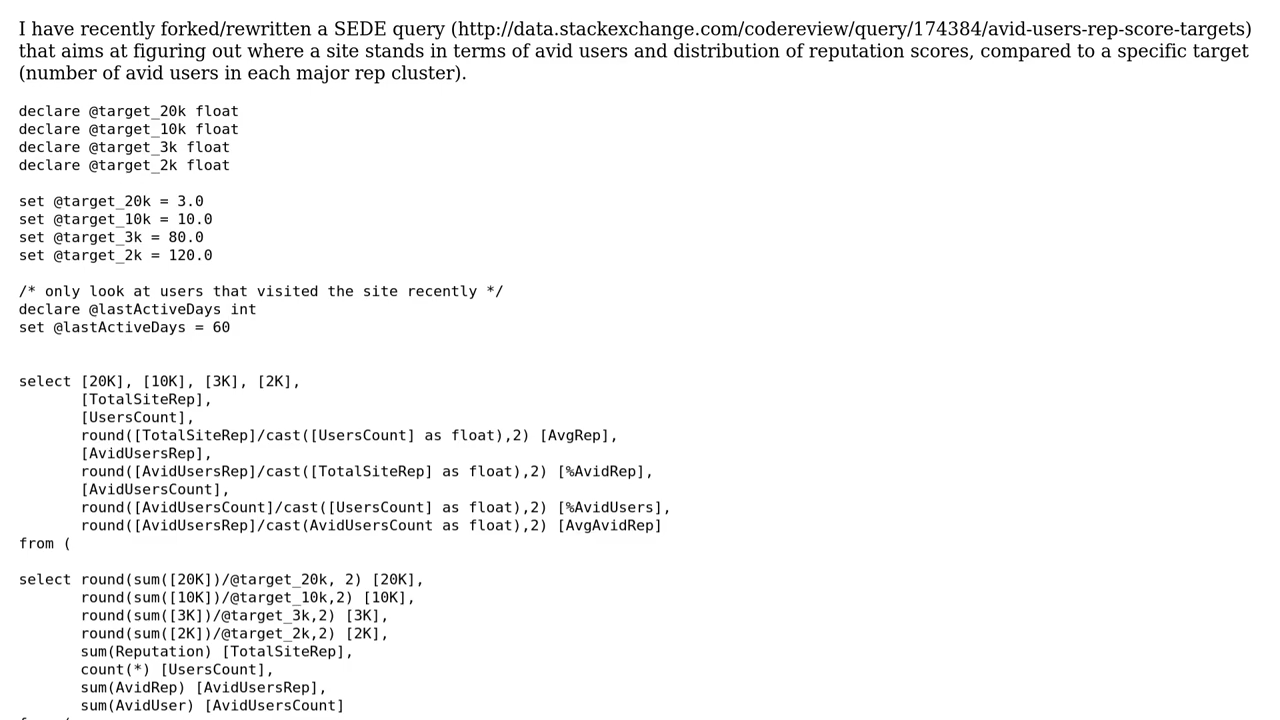 I have recently forked/rewritten a SEDE query (http://data.stackexchange.com/codereview/query/174384/avid-users-rep-score-targets)
that aims at figuring out where a site stands in terms of avid users and distribution of reputation scores, compared to a specific target
(number of avid users in each major rep cluster).
declare @target_20k float
declare @target_10k float
declare @target_3k float
declare @target_2k float
set @target_20k = 3.0
set @target_10k = 10.0
set @target_3k = 80.0
set @target_2k = 120.0
/* only look at users that visited the site recently */
declare @lastActiveDays int
set @lastActiveDays = 60
select [20K], [10K], [3K], [2K],
[TotalSiteRep],
[UsersCount],
round([TotalSiteRep]/cast([UsersCount] as float),2) [AvgRep],
[AvidUsersRep],
round([AvidUsersRep]/cast([TotalSiteRep] as float),2) [%AvidRep],
[AvidUsersCount],
round([AvidUsersCount]/cast([UsersCount] as float),2) [%AvidUsers],
round([AvidUsersRep]/cast(AvidUsersCount as float),2) [AvgAvidRep]
from (
select round(sum([20K])/@target_20k, 2) [20K],
round(sum([10K])/@target_10k,2) [10K],
round(sum([3K])/@target_3k,2) [3K],
round(sum([2K])/@target_2k,2) [2K],
sum(Reputation) [TotalSiteRep],
count(*) [UsersCount],
sum(AvidRep) [AvidUsersRep],
sum(AvidUser) [AvidUsersCount]